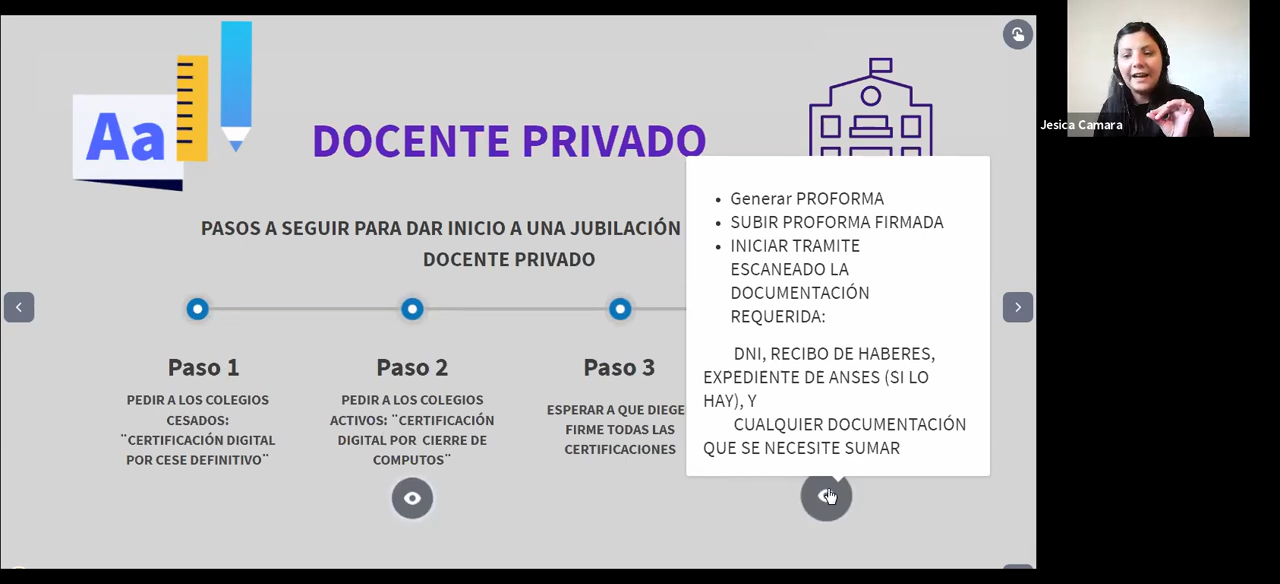 Aa
DOCENTE PRIVADO
Jesica Camara
PASOS A SEGUIR PARA DAR INICIO A UNA JUBILACIÓN
DOCENTE PRIVADO
Paso 1
PEDIR A LOS COLEGIOS
CESADOS:
¨CERTIFICACIÓN DIGITAL
POR CESE DEFINITIVO¨
Paso 2
PEDIR A LOS COLEGIOS
ACTIVOS: ¨CERTIFICACIÓN
DIGITAL POR CIERRE DE
COMPUTOS¨
Paso 3
ESPERAR A QUE DIEGE
FIRME TODAS LAS
CERTIFICACIONES
• Generar PROFORMA
• SUBIR PROFORMA FIRMADA
• INICIAR TRAMITE
ESCANEADO LA
DOCUMENTACIÓN
REQUERIDA:
DNI, RECIBO DE HABERES,
EXPEDIENTE DE ANSES (SI LO
HAY), Y
CUALQUIER DOCUMENTACIÓN
QUE SE NECESITE SUMAR